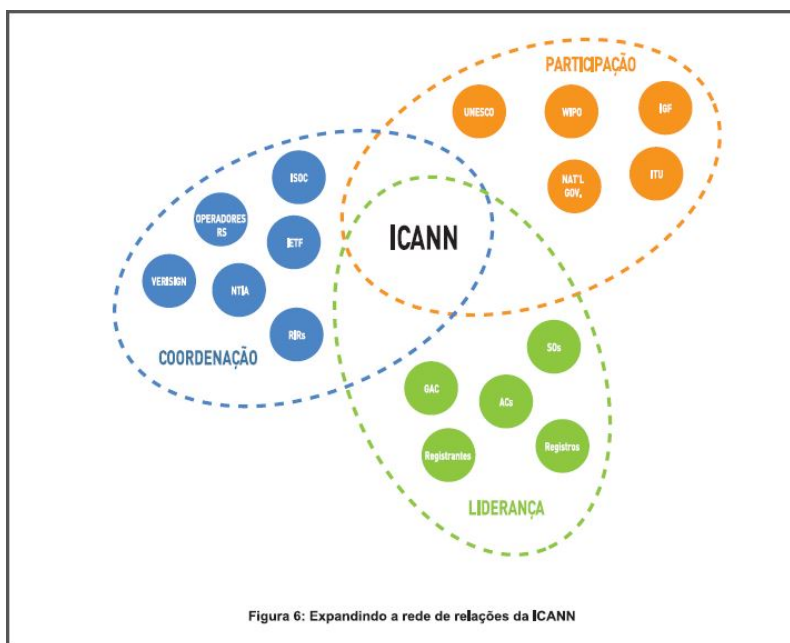 PARTICIPAÇÃO
UNESCO
WIPO
IGF
NAT'L
GOV.
ITU
ISOC
OPERADORES
RS
IETF
VERISIGN
NTIA
RIRs
COORDENAÇÃO
ICANN
SOs
GAC
ACs
Registrantes
Registros
LIDERANÇA
Figura 6: Expandindo a rede de relações da ICANN